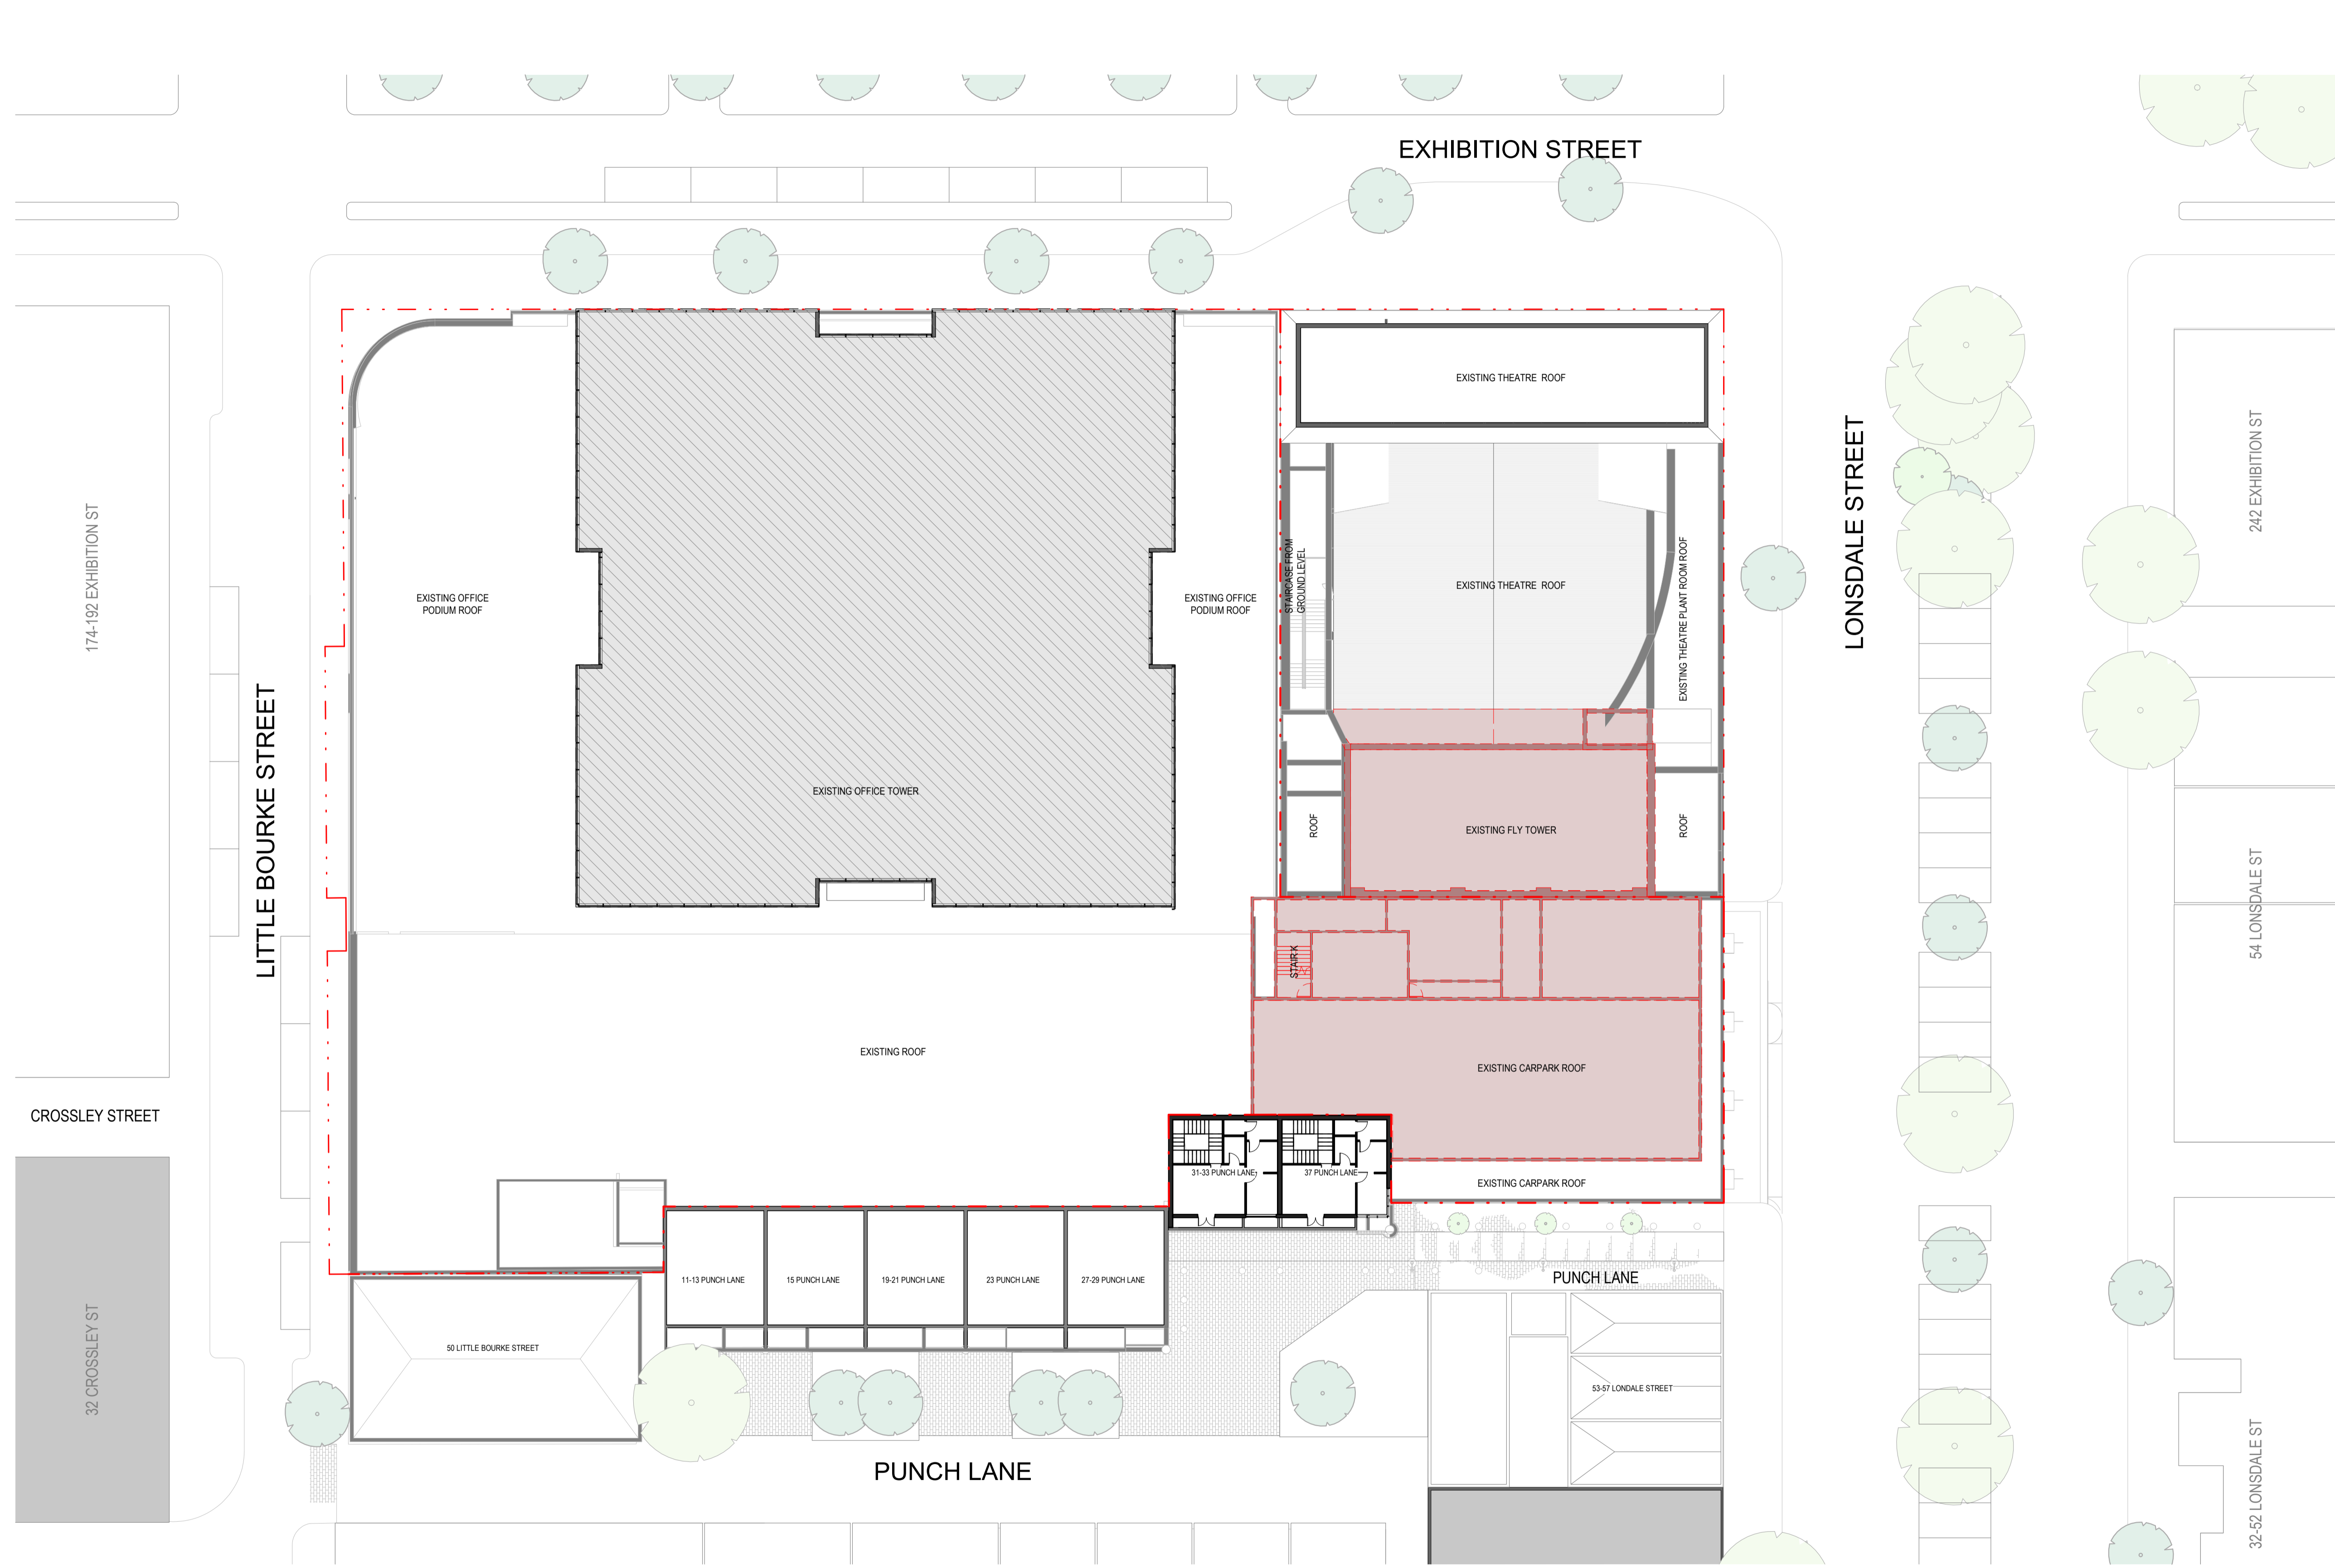 EXHIBITION STREET
EXISTING THEATRE ROOF
LONSDALE STREET
242 EXHIBITION ST
174-192 EXHIBITION ST
EXISTING OFFICE
PODIUM ROOF
EXISTING OFFICE
PODIUM ROOF
STAIRCASE FROM
GROUND LEVEL
EXISTING THEATRE ROOF
EXISTING THEATRE PLANT ROOM ROOF
LITTLE BOURKE STREET
EXISTING OFFICE TOWER
ROOF
EXISTING FLY TOWER
ROOF
54 LONSDALE ST
STAIR K
EXISTING ROOF
EXISTING CARPARK ROOF
CROSSLEY STREET
31-33 PUNCH LANE
37 PUNCH LANE
EXISTING CARPARK ROOF
11-13 PUNCH LANE
15 PUNCH LANE
19-21 PUNCH LANE
23 PUNCH LANE
27-29 PUNCH LANE
PUNCH LANE
32 CROSSLEY ST
50 LITTLE BOURKE STREET
53-57 LONDALE STREET
PUNCH LANE
32-52 LONSDALE ST